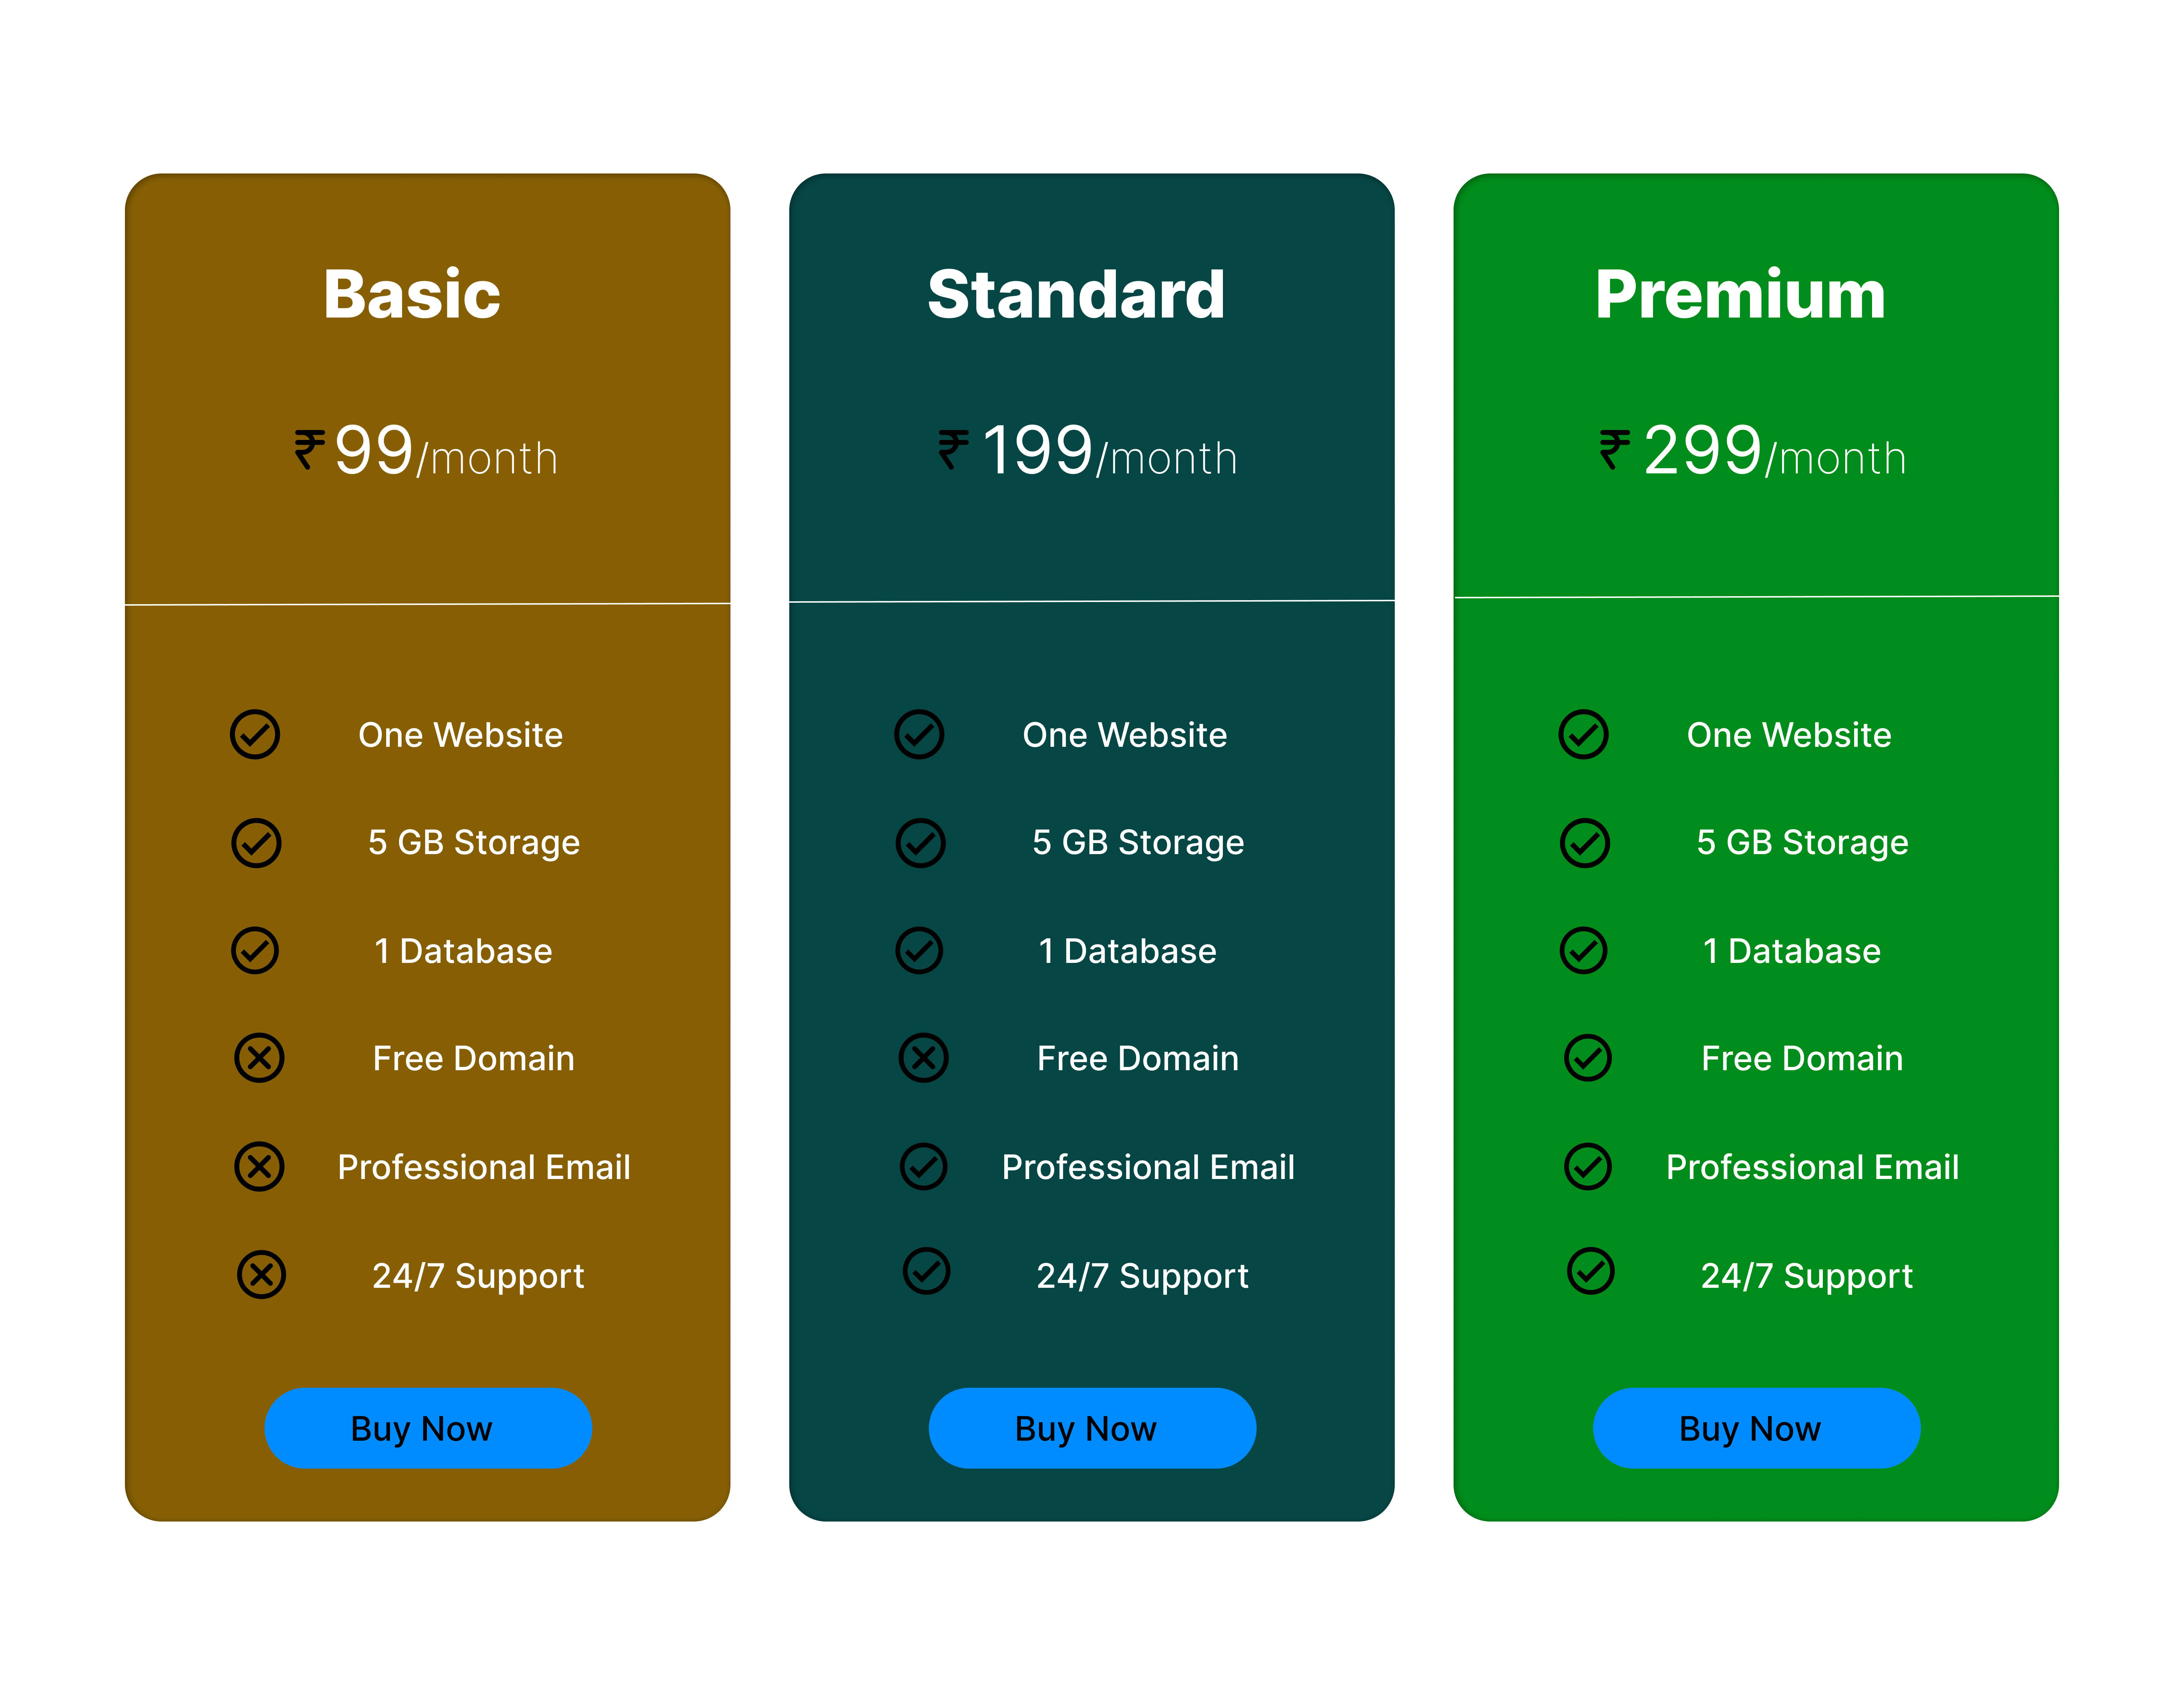 Basic
₹ 99/month
One Website
5 GB Storage
1 Database
Free Domain
Professional Email
24/7 Support
Buy Now
Standard
₹ 199/month
One Website
5 GB Storage
1 Database
Free Domain
Professional Email
24/7 Support
Buy Now
Premium
₹ 299/month
One Website
5 GB Storage
1 Database
Free Domain
Professional Email
24/7 Support
Buy Now